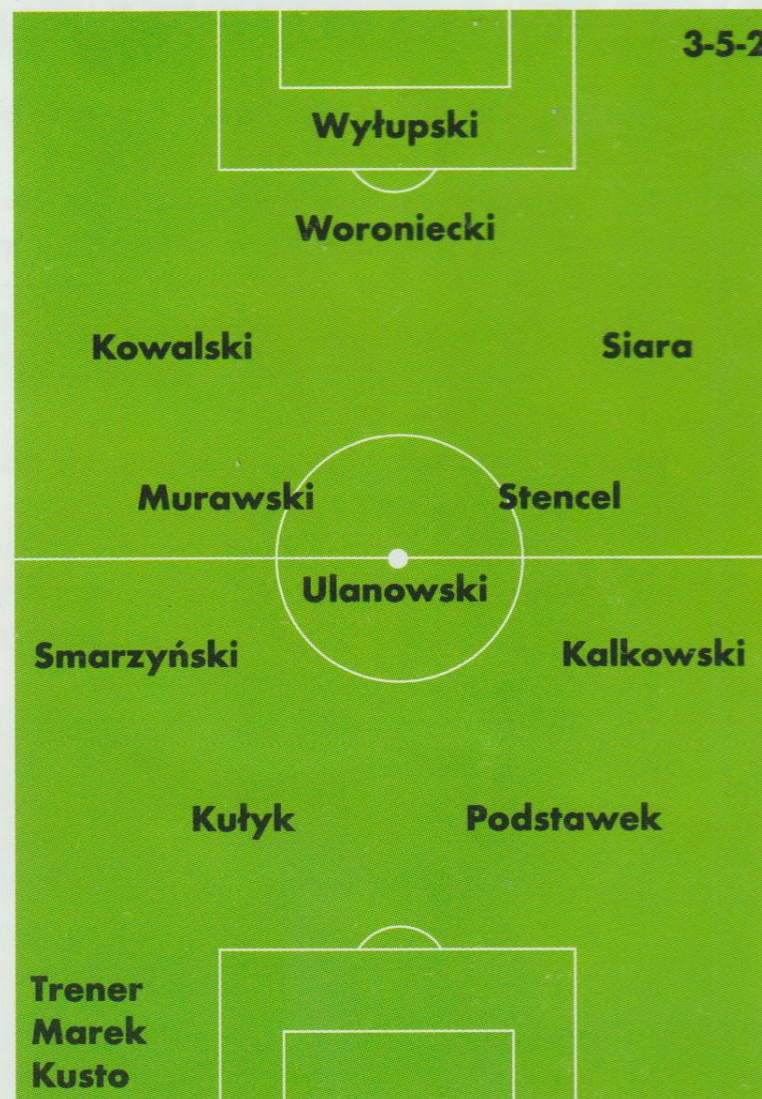 3-5-2
Wyłupski
Woroniecki
Kowalski Siara
Murawski Stencel
Ulanowski
Smarzyński Kalkowski
Kułyk Podstawek
Trener
Marek
Kusto